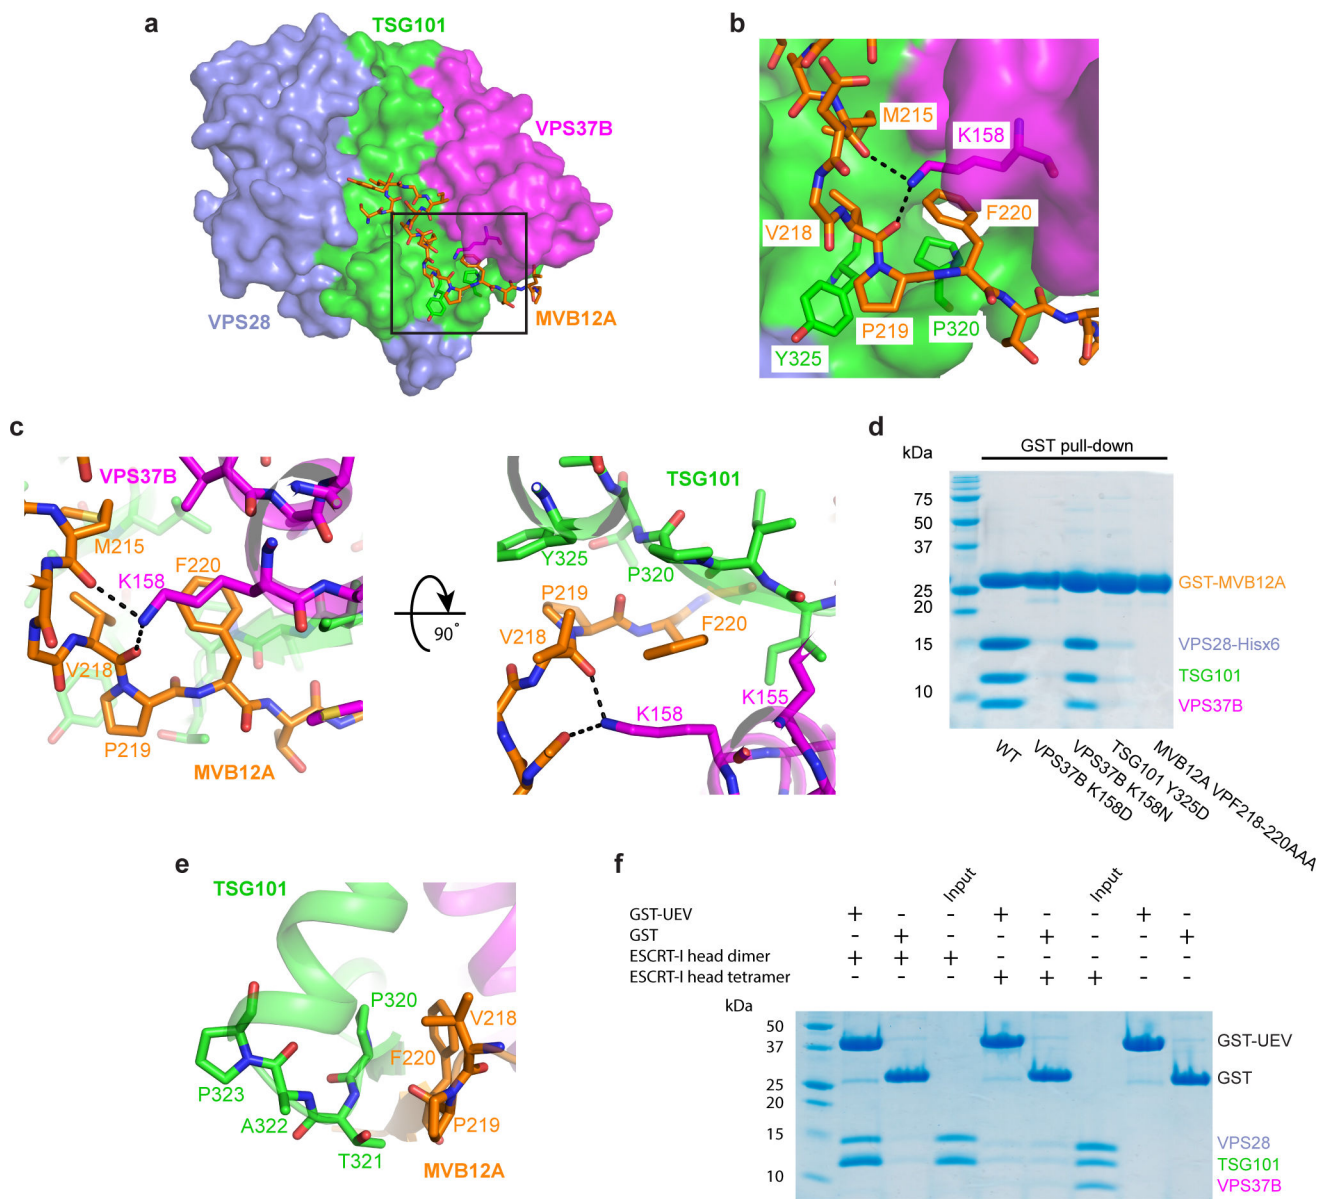 a
TSG101
VPS37B
VPS28
MVB12A
b
M215
K158
V218
F220
P219
P320
Y325
c
VPS37B
M215
F220
K158
V218
P219
MVB12A
90°
TSG101
Y325
P320
P219
V218
F220
K155
K158
d
kDa
GST pull-down
75
50
37
25
20
15
10
GST-MVB12A
VPS28-Hisx6
TSG101
VPS37B
WT
VPS37B K158D
VPS37B K158N
TSG101 Y325D
MVB12A VPF218-220AAA
e
TSG101
P320
V218
F220
P323
A322
P219
T321
MVB12A
f
Input
Input
GST-UEV + - - + - - + -
GST - + - - + - - +
ESCRT-I head dimer + + + - - - - -
ESCRT-I head tetramer - - - + + + - -
kDa
50
37
25
20
15
10
GST-UEV
GST
VPS28
TSG101
VPS37B